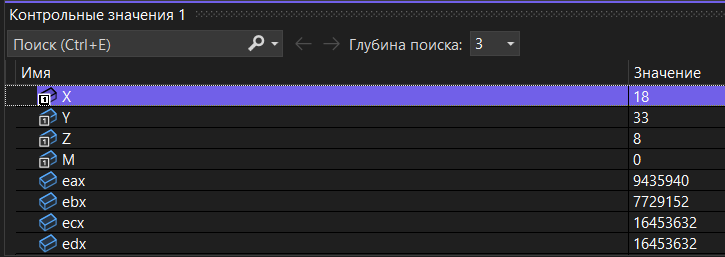 Контрольные значения 1
Поиск (Ctrl+E) Глубина поиска: 3
Имя Значение
X 18
Y 33
Z 8
M 0
eax 9435940
ebx 7729152
ecx 16453632
edx 16453632